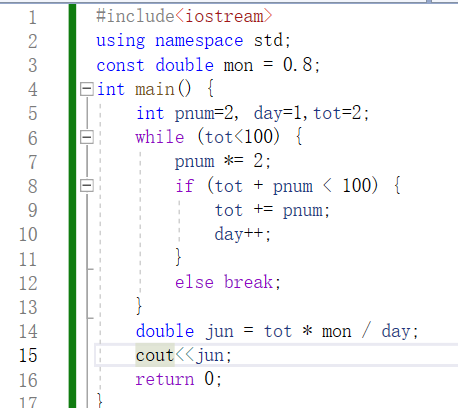 1 #include<iostream>
2 using namespace std;
3 const double mon = 0.8;
4 int main() {
5 int pnum=2, day=1,tot=2;
6 while (tot<100) {
7 pnum *= 2;
8 if (tot + pnum < 100) {
9 tot += pnum;
10 day++;
11 }
12 else break;
13 }
14 double jun = tot * mon / day;
15 cout<<jun;
16 return 0;
17 }